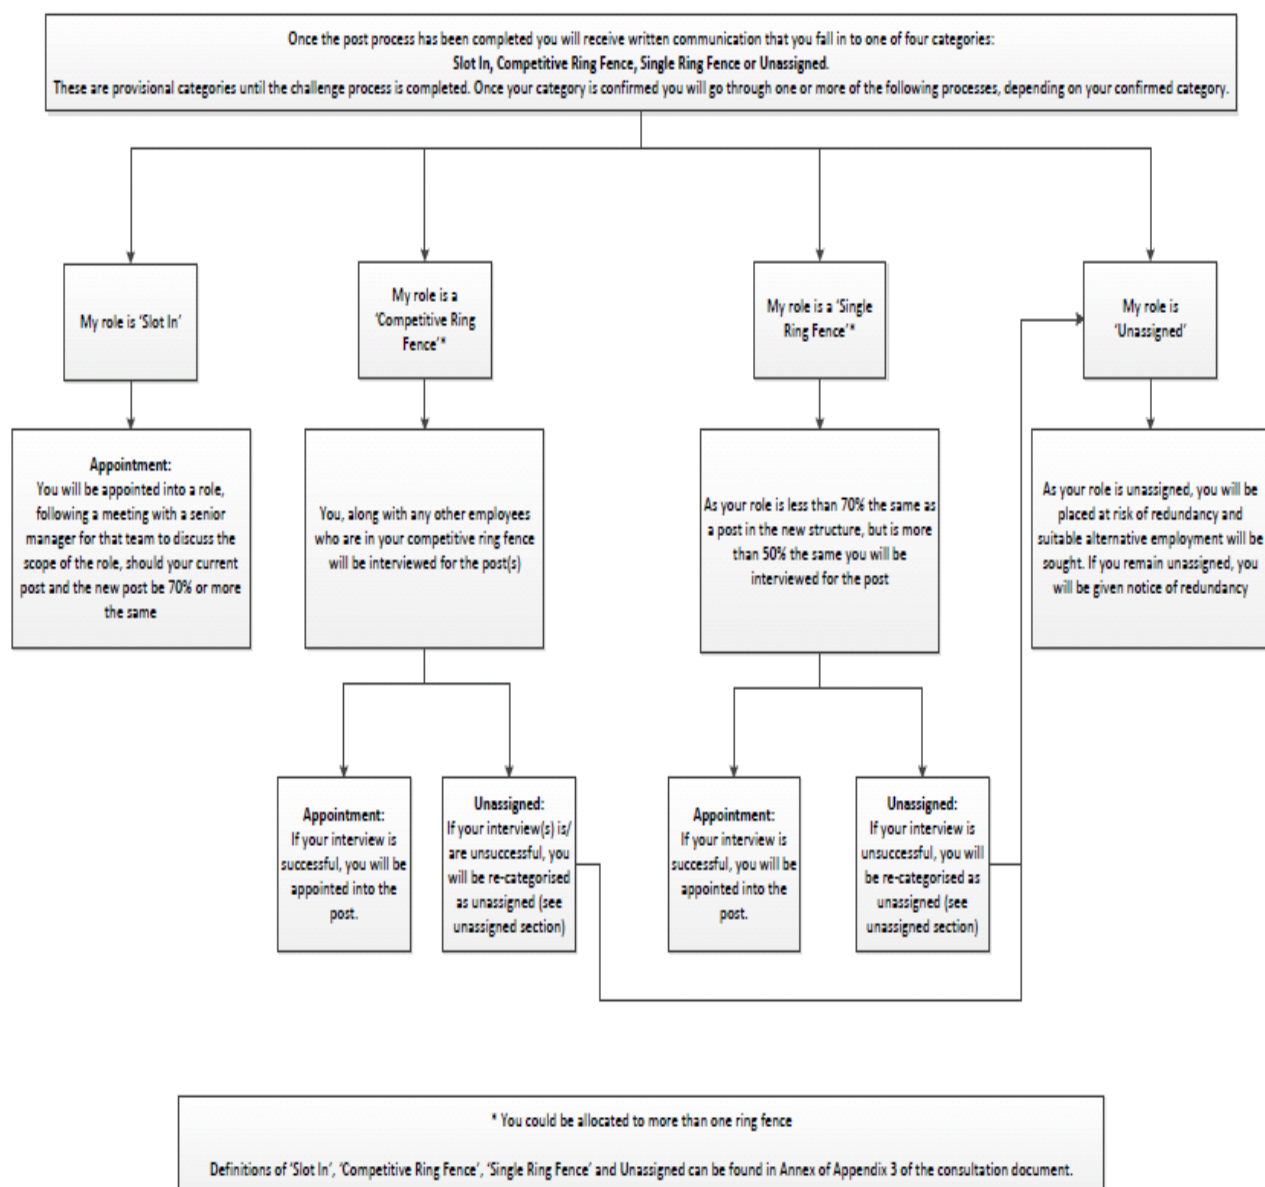 Once the post process has been completed you will receive written communication that you fall in to one of four categories:
Slot In, Competitive Ring Fence, Single Ring Fence or Unassigned.
These are provisional categories until the challenge process is completed. Once your category is confirmed you will go through one or more of the following processes, depending on your confirmed category.
My role is ‘Slot In’
My role is a
‘Competitive Ring
Fence’*
My role is a ‘Single
Ring Fence’*
My role is
‘Unassigned’
Appointment:
You will be appointed into a role,
following a meeting with a senior
manager for that team to discuss the
scope of the role, should your current
post and the new post be 70% or more
the same
You, along with any other employees
who are in your competitive ring fence
will be interviewed for the post(s)
As your role is less than 70% the same as
a post in the new structure, but is more
than 50% the same you will be
interviewed for the post
As your role is unassigned, you will be
placed at risk of redundancy and
suitable alternative employment will be
sought. If you remain unassigned, you
will be given notice of redundancy
Appointment:
If your interview is
successful, you will be
appointed into the
post.
Unassigned:
If your interview(s) is/
are unsuccessful, you
will be re-categorised
as unassigned (see
unassigned section)
Appointment:
If your interview is
successful, you will be
appointed into the
post.
Unassigned:
If your interview is
unsuccessful, you will
be re-categorised as
unassigned (see
unassigned section)
* You could be allocated to more than one ring fence
Definitions of ‘Slot In’, ‘Competitive Ring Fence’, ‘Single Ring Fence’ and Unassigned can be found in Annex of Appendix 3 of the consultation document.